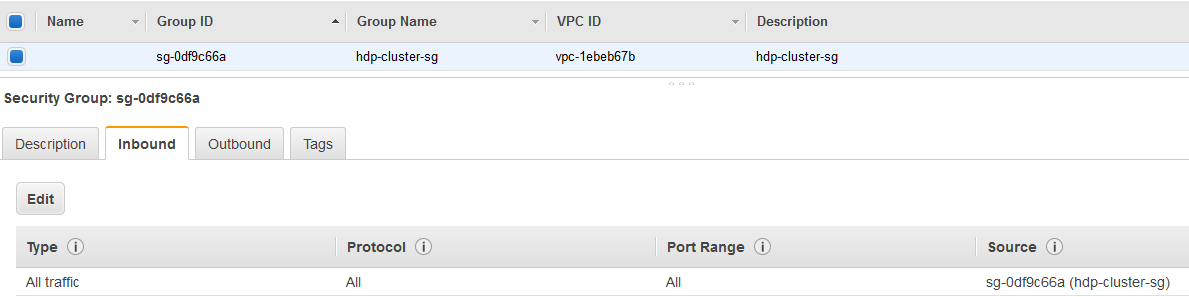 Name Group ID Group Name VPC ID Description
sg-0df9c66a hdp-cluster-sg vpc-1ebeb67b hdp-cluster-sg
Security Group: sg-0df9c66a
Description Inbound Outbound Tags
Edit
Type i Protocol i Port Range i Source i
All traffic All All sg-0df9c66a (hdp-cluster-sg)